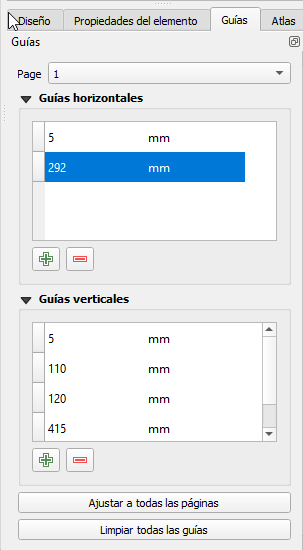 Diseño Propiedades del elemento Guías Atlas
Guías
Page 1
Guías horizontales
5 mm
292 mm
Guías verticales
5 mm
110 mm
120 mm
415 mm
Ajustar a todas las páginas
Limpiar todas las guías